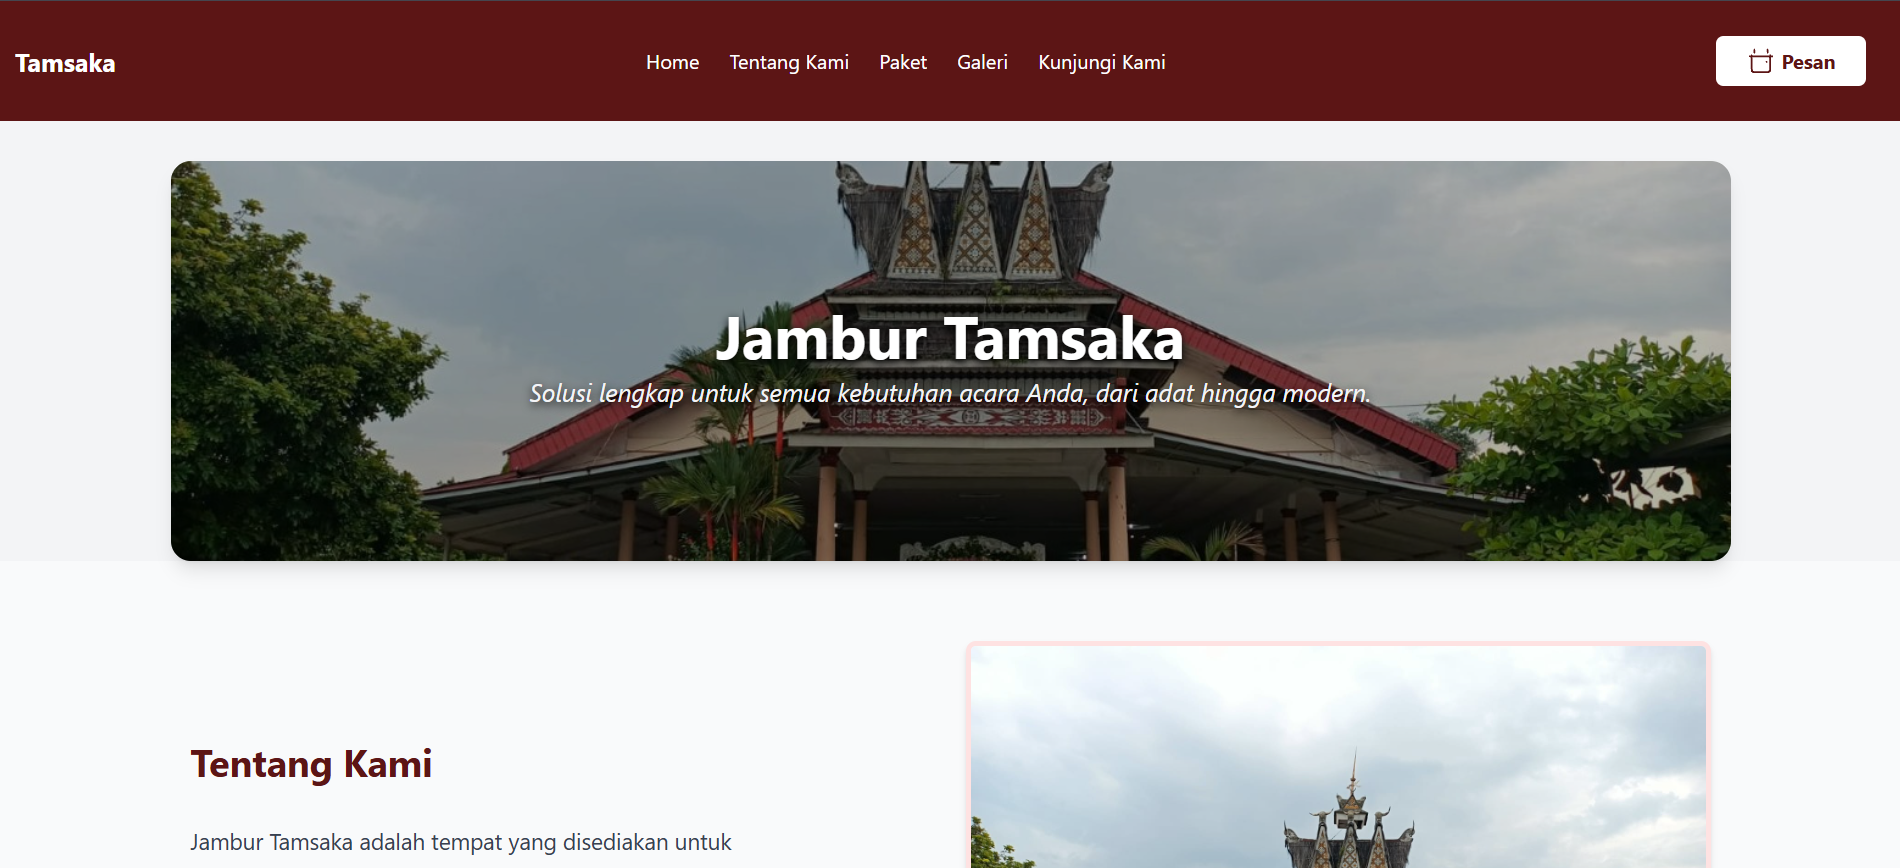 Tamsaka
Home Tentang Kami Paket Galeri Kunjungi Kami
Pesan
Jambur Tamsaka
Solusi lengkap untuk semua kebutuhan acara Anda, dari adat hingga modern.
Tentang Kami
Jambur Tamsaka adalah tempat yang disediakan untuk